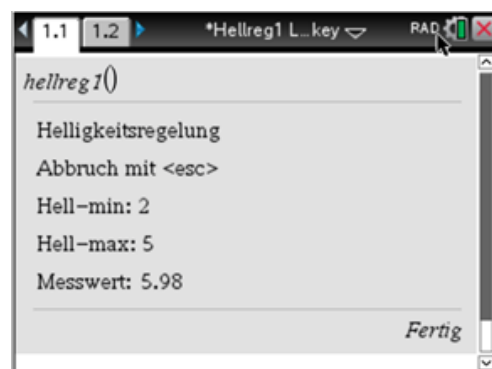 1.1 1.2 *Hellreg1 L…key RAD
hellreg1()
Helligkeitsregelung
Abbruch mit <esc>
Hell-min: 2
Hell-max: 5
Messwert: 5.98
Fertig